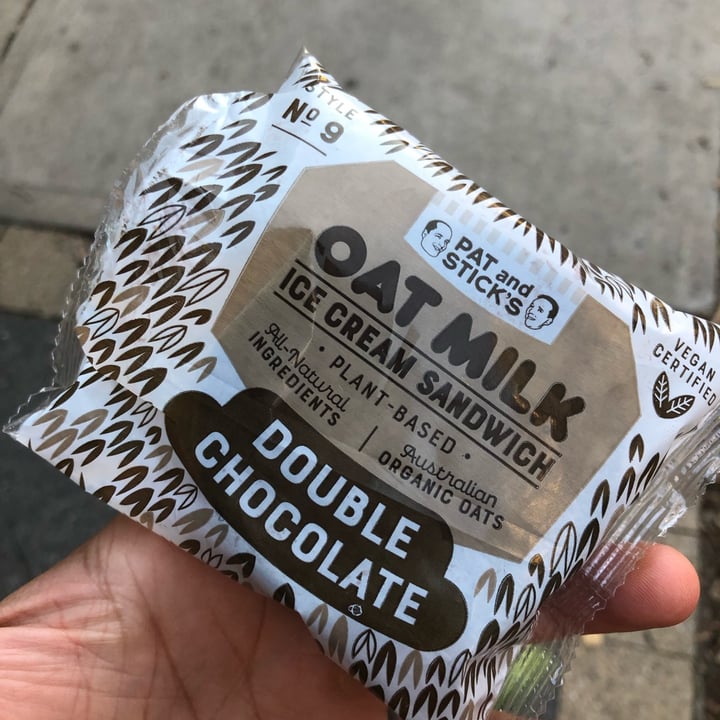 STYLE
No 9
PAT and
STICK'S
OAT MILK
ICE CREAM SANDWICH
• PLANT-BASED •
All-Natural
INGREDIENTS
Australian
ORGANIC OATS
DOUBLE
CHOCOLATE
VEGAN
CERTIFIED